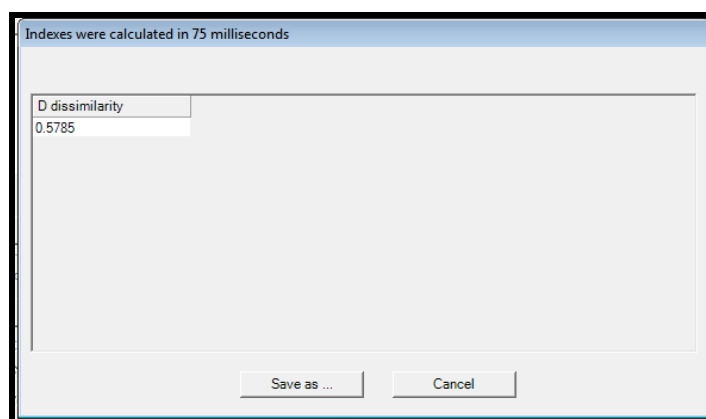 Indexes were calculated in 75 milliseconds
D dissimilarity
0.5785
Save as ...
Cancel